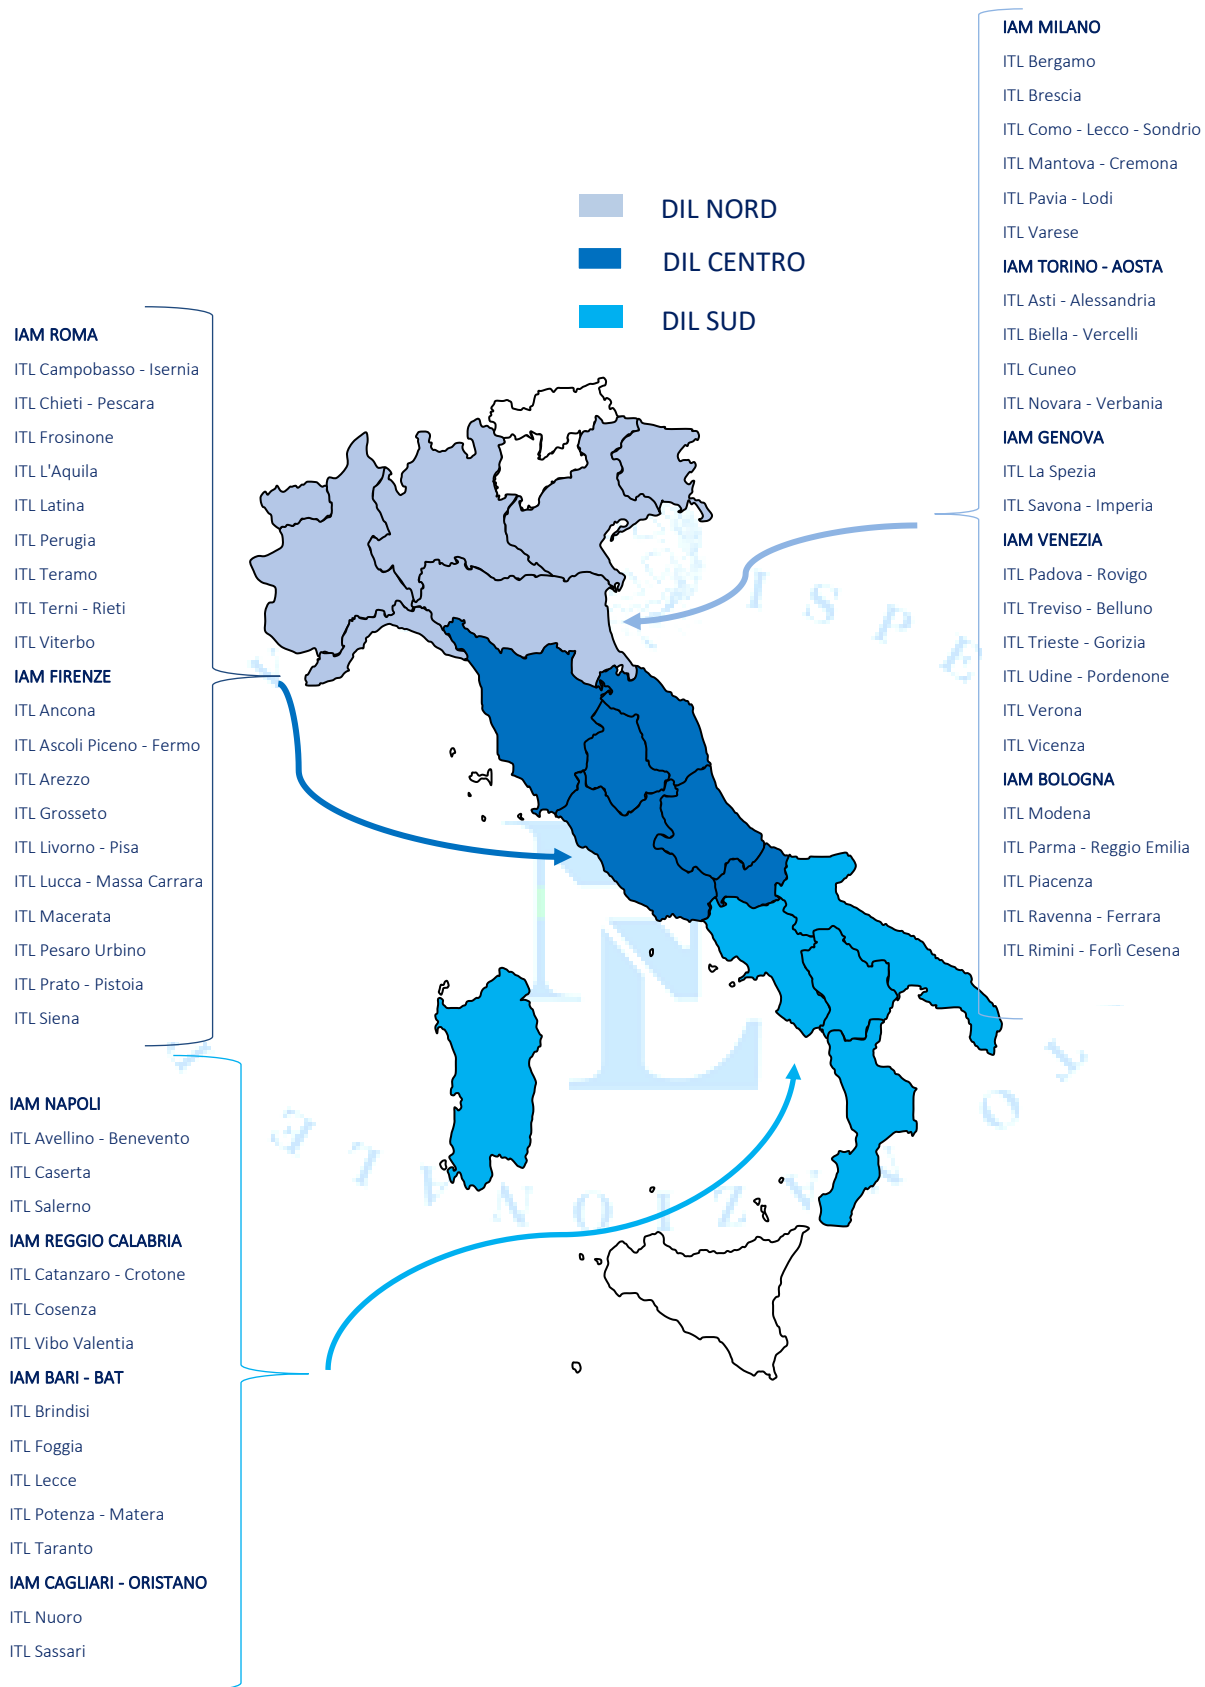 DIL NORD
DIL CENTRO
DIL SUD
IAM ROMA
ITL Campobasso - Isernia
ITL Chieti - Pescara
ITL Frosinone
ITL L'Aquila
ITL Latina
ITL Perugia
ITL Teramo
ITL Terni - Rieti
ITL Viterbo
IAM FIRENZE
ITL Ancona
ITL Ascoli Piceno - Fermo
ITL Arezzo
ITL Grosseto
ITL Livorno - Pisa
ITL Lucca - Massa Carrara
ITL Macerata
ITL Pesaro Urbino
ITL Prato - Pistoia
ITL Siena
IAM NAPOLI
ITL Avellino - Benevento
ITL Caserta
ITL Salerno
IAM REGGIO CALABRIA
ITL Catanzaro - Crotone
ITL Cosenza
ITL Vibo Valentia
IAM BARI - BAT
ITL Brindisi
ITL Foggia
ITL Lecce
ITL Potenza - Matera
ITL Taranto
IAM CAGLIARI - ORISTANO
ITL Nuoro
ITL Sassari
IAM MILANO
ITL Bergamo
ITL Brescia
ITL Como - Lecco - Sondrio
ITL Mantova - Cremona
ITL Pavia - Lodi
ITL Varese
IAM TORINO - AOSTA
ITL Asti - Alessandria
ITL Biella - Vercelli
ITL Cuneo
ITL Novara - Verbania
IAM GENOVA
ITL La Spezia
ITL Savona - Imperia
IAM VENEZIA
ITL Padova - Rovigo
ITL Treviso - Belluno
ITL Trieste - Gorizia
ITL Udine - Pordenone
ITL Verona
ITL Vicenza
IAM BOLOGNA
ITL Modena
ITL Parma - Reggio Emilia
ITL Piacenza
ITL Ravenna - Ferrara
ITL Rimini - Forlì Cesena